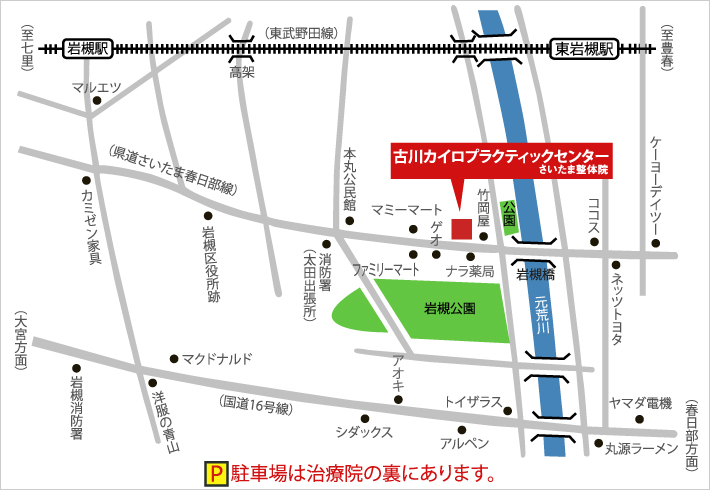 (至七里)
岩槻駅
(東武野田線)
東岩槻駅
(至豊春)
高架
マルエツ
(県道さいたま春日部線)
本丸公民館
古川カイロプラクティックセンター
さいたま整体院
ケーヨーデイツー
カミゼン家具
岩槻区役所跡
消防署
(太田出張所)
マミーマート
ゲオ
竹岡屋
公園
ココス
ファミリーマート
ナラ薬局
岩槻橋
ネッツトヨタ
岩槻公園
元荒川
(大宮方面)
岩槻消防署
マクドナルド
洋服の青山
(国道16号線)
アオキ
シダックス
トイザラス
アルペン
ヤマダ電機
丸源ラーメン
(春日部方面)
P 駐車場は治療院の裏にあります。